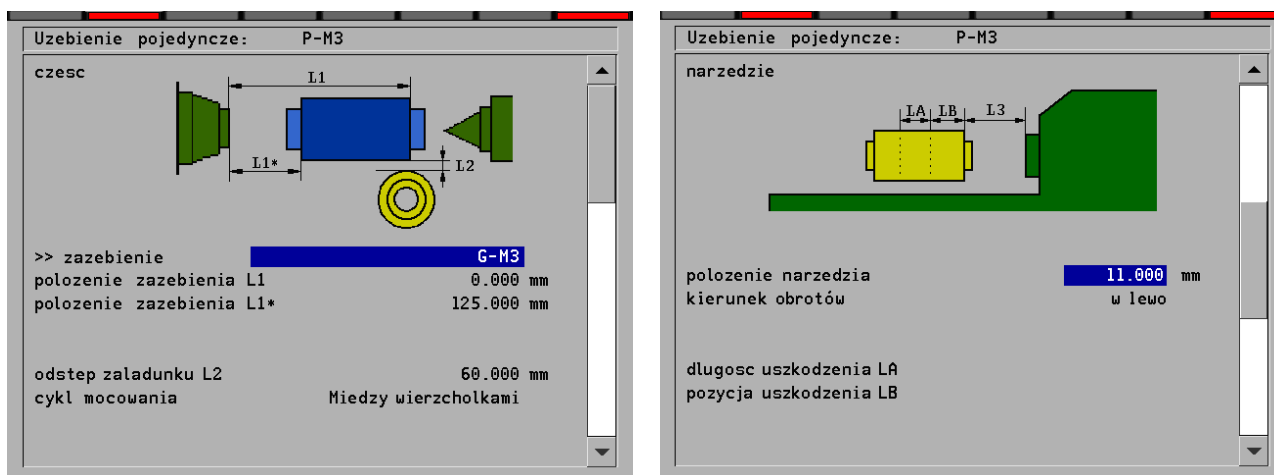 Uzebienie pojedyncze: P-M3
czesc
L1
L1*
L2
>> zazebienie G-M3
polozenie zazebienia L1 0.000 mm
polozenie zazebienia L1* 125.000 mm
odstep zaladunku L2 60.000 mm
cykl mocowania Miedzy wierzcholkami
Uzebienie pojedyncze: P-M3
narzedzie
LA LB L3
polozenie narzedzia 11.000 mm
kierunek obrotów w lewo
dlugosc uszkodzenia LA
pozycja uszkodzenia LB